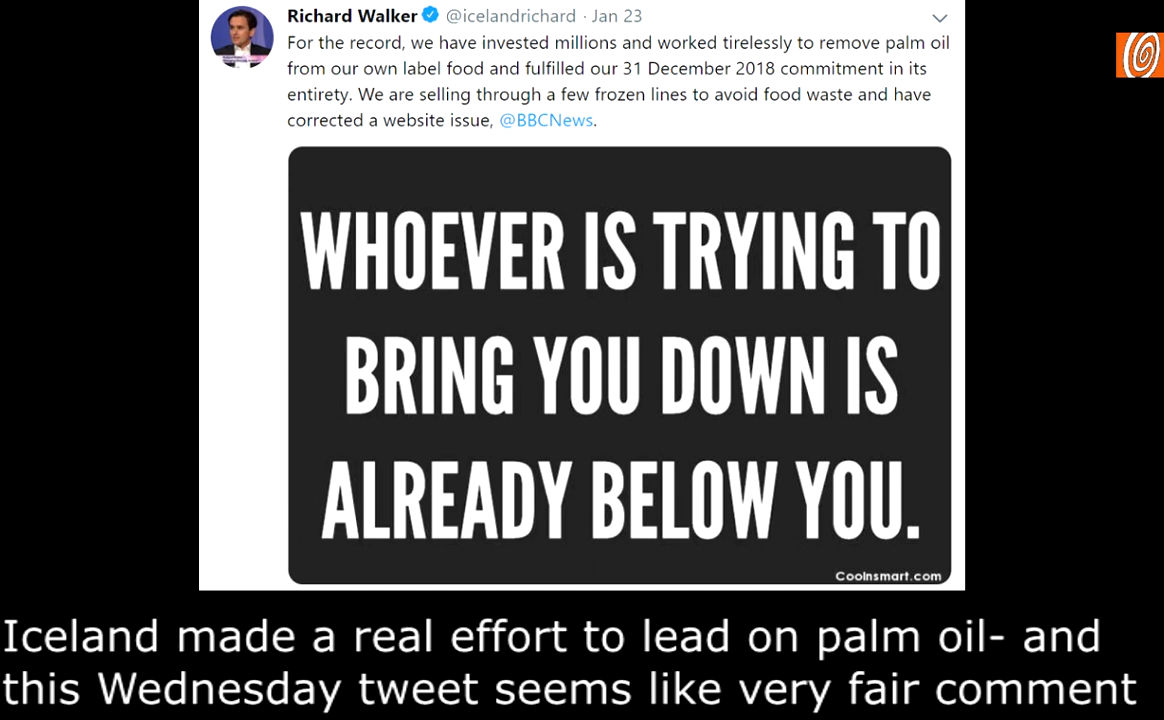 Richard Walker @icelandrichard · Jan 23
For the record, we have invested millions and worked tirelessly to remove palm oil
from our own label food and fulfilled our 31 December 2018 commitment in its
entirety. We are selling through a few frozen lines to avoid food waste and have
corrected a website issue, @BBCNews.
WHOEVER IS TRYING TO
BRING YOU DOWN IS
ALREADY BELOW YOU.
Coolnsmart.com
Iceland made a real effort to lead on palm oil- and
this Wednesday tweet seems like very fair comment